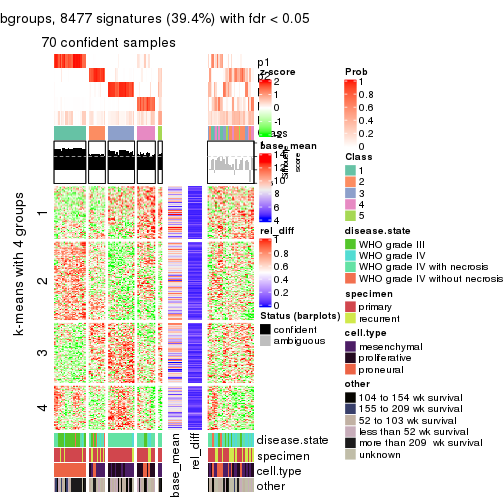 bgroups, 8477 signatures (39.4%) with fdr < 0.05
70 confident samples
p1
z-score
2
1
0
-1
-2
base_mean
14
12
10
8
6
4
rel_diff
1
0.8
0.6
0.4
0.2
0
Status (barplots)
confident
ambiguous
Silhouette
score
Prob
1
0.8
0.6
0.4
0.2
0
Class
1
2
3
4
5
disease.state
WHO grade III
WHO grade IV
WHO grade IV with necrosis
WHO grade IV without necrosis
specimen
primary
recurrent
cell.type
mesenchymal
proliferative
proneural
other
104 to 154 wk survival
155 to 209 wk survival
52 to 103 wk survival
less than 52 wk survival
more than 209  wk survival
unknown
k-means with 4 groups
1
2
3
4
base_mean
rel_diff
disease.state
specimen
cell.type
other